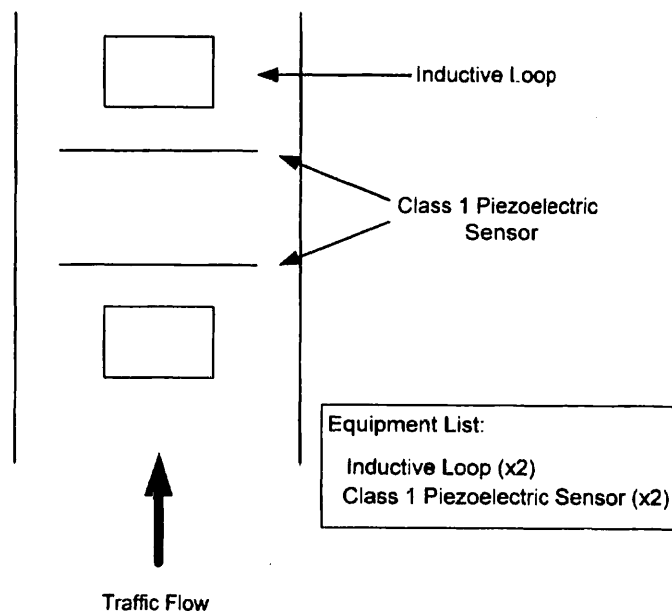 Inductive Loop
Class 1 Piezoelectric
Sensor
Equipment List:
Inductive Loop (x2)
Class 1 Piezoelectric Sensor (x2)
Traffic Flow